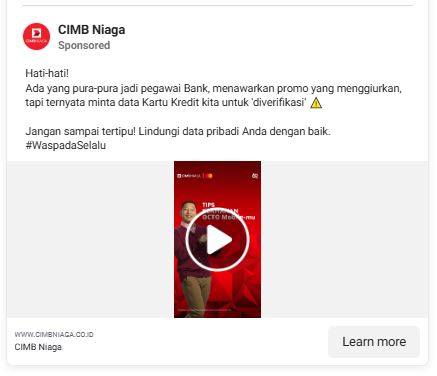 CIMB Niaga
Sponsored
Hati-hati!
Ada yang pura-pura jadi pegawai Bank, menawarkan promo yang menggiurkan,
tapi ternyata minta data Kartu Kredit kita untuk 'diverifikasi' ⚠
Jangan sampai tertipu! Lindungi data pribadi Anda dengan baik.
#WaspadaSelalu
CIMB NIAGA
TIPS
OCTO Mobile-mu
WWW.CIMBNIAGA.CO.ID
CIMB Niaga
Learn more